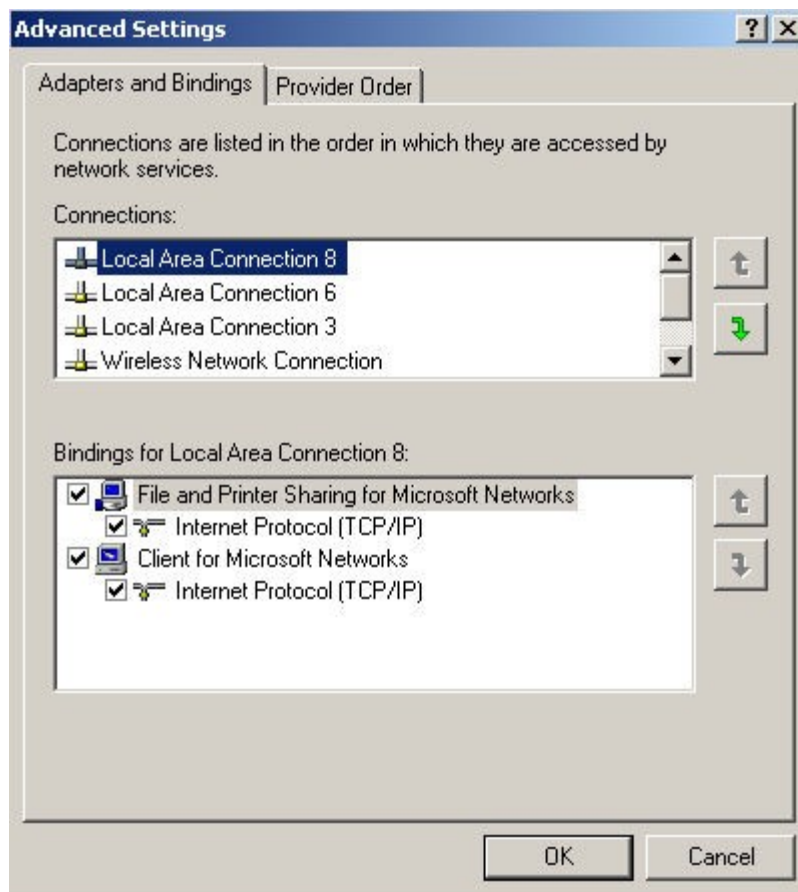 Advanced Settings
Adapters and Bindings
Provider Order
Connections are listed in the order in which they are accessed by
network services.
Connections:
Local Area Connection 8
Local Area Connection 6
Local Area Connection 3
Wireless Network Connection
Bindings for Local Area Connection 8:
File and Printer Sharing for Microsoft Networks
Internet Protocol (TCP/IP)
Client for Microsoft Networks
Internet Protocol (TCP/IP)
OK
Cancel